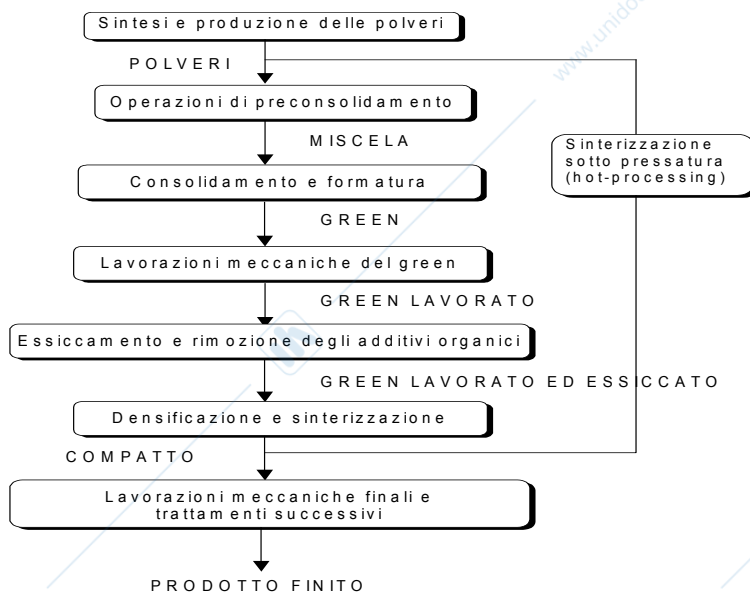 Sintesi e produzione delle polveri
POLVERI
Operazioni di preconsolidamento
MISCELA
Sinterizzazione
sotto pressatura
(hot-processing)
Consolidamento e formatura
GREEN
Lavorazioni meccaniche del green
GREEN LAVORATO
Essiccamento e rimozione degli additivi organici
GREEN LAVORATO ED ESSICCATO
Densificazione e sinterizzazione
COMPATTO
Lavorazioni meccaniche finali e
trattamenti successivi
PRODOTTO FINITO